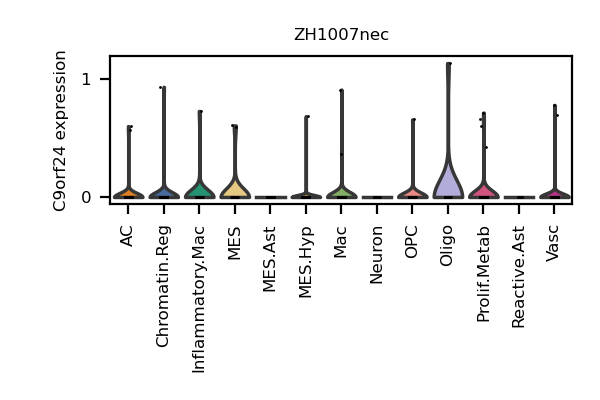 ZH1007nec
C9orf24 expression
1
0
AC
Chromatin.Reg
Inflammatory.Mac
MES
MES.Ast
MES.Hyp
Mac
Neuron
OPC
Oligo
Prolif.Metab
Reactive.Ast
Vasc